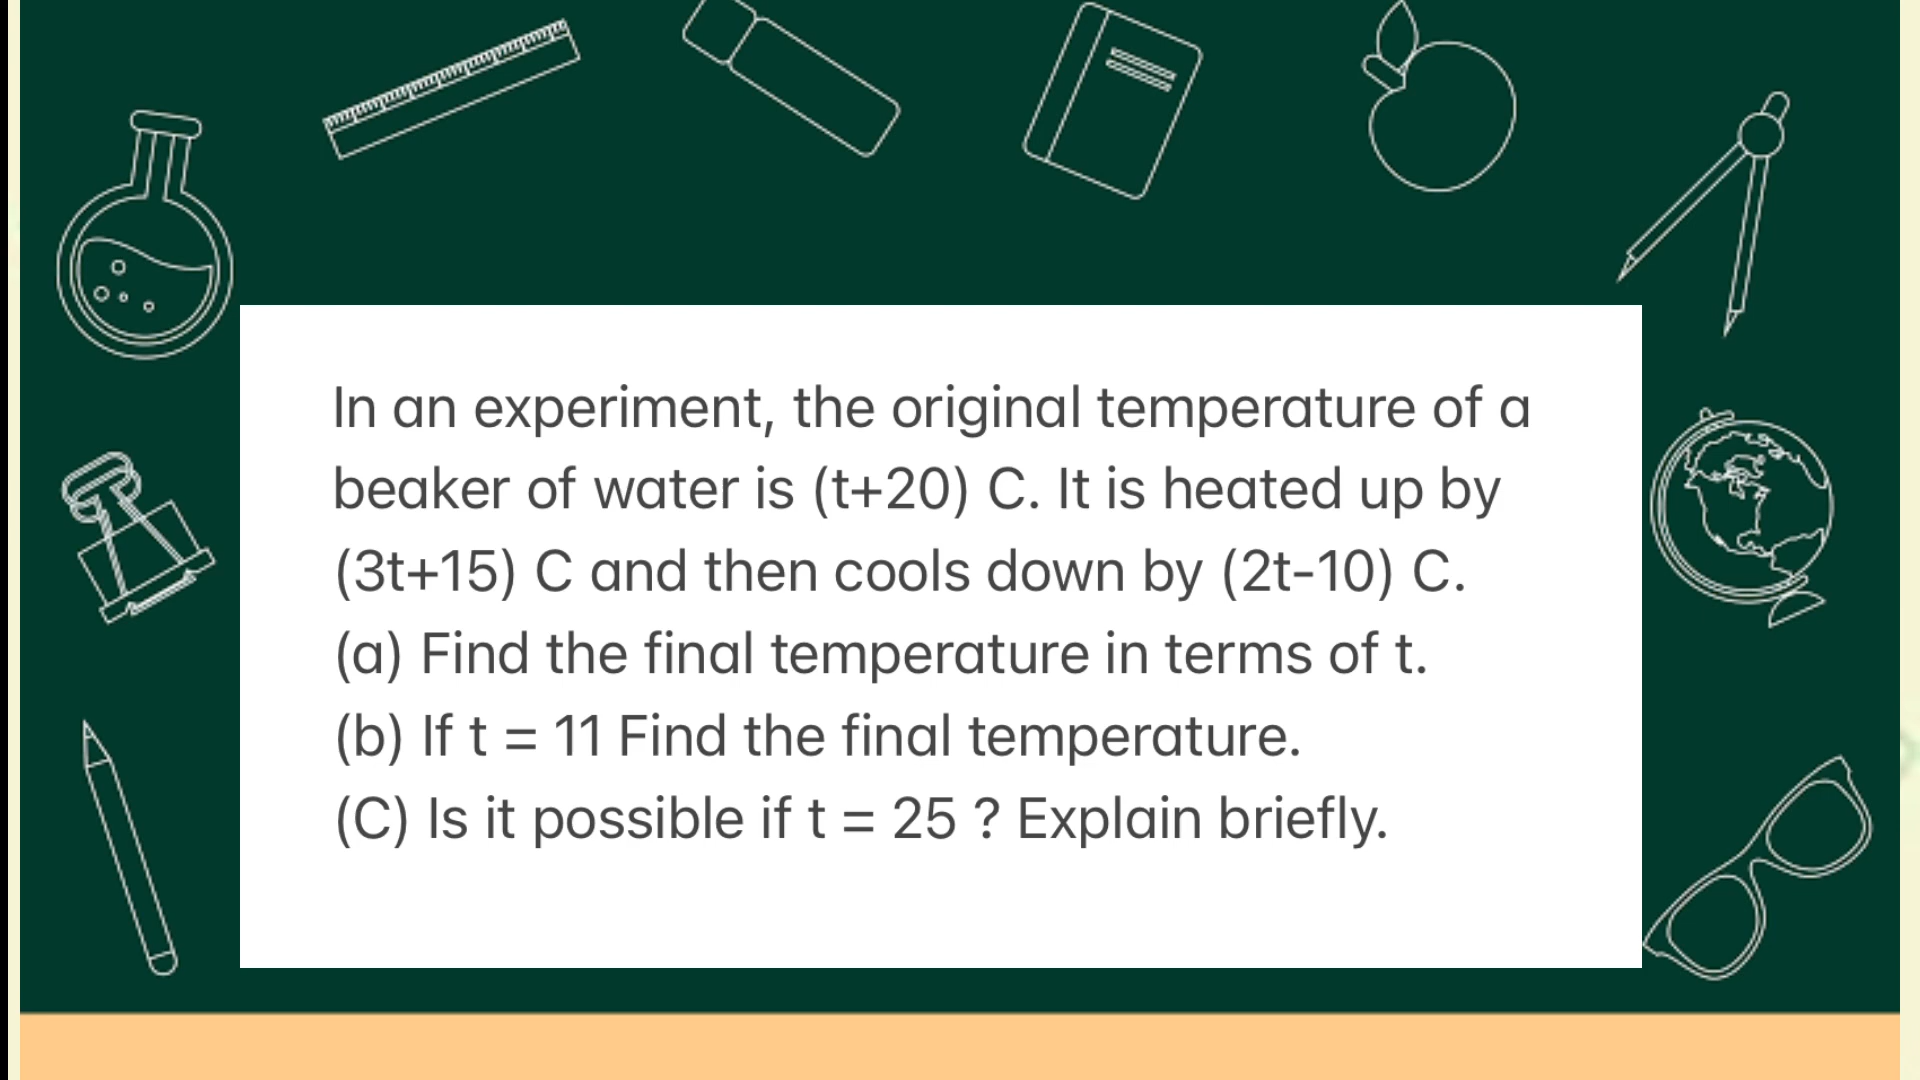 In an experiment, the original temperature of a
beaker of water is (t+20) C. It is heated up by
(3t+15) C and then cools down by (2t-10) C.
(a) Find the final temperature in terms of t.
(b) If t = 11 Find the final temperature.
(C) Is it possible if t = 25 ? Explain briefly.